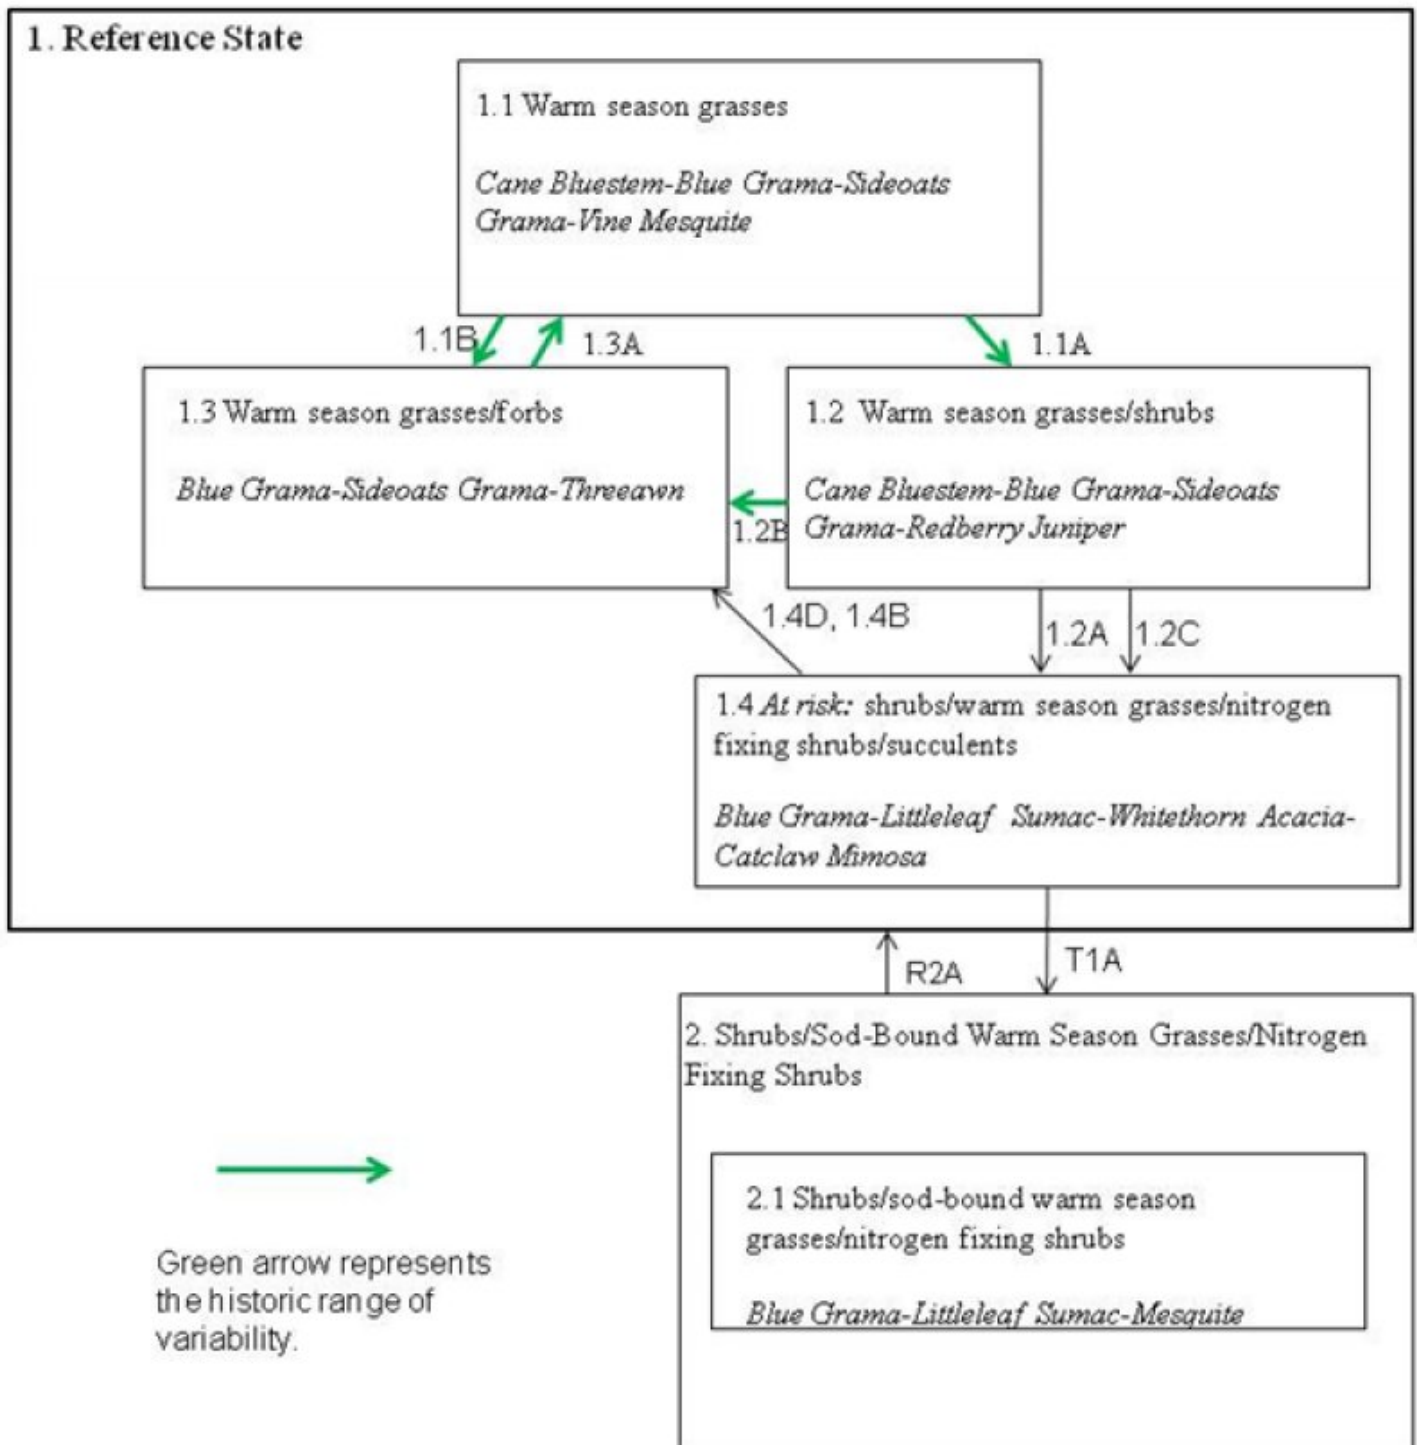 1. Reference State
1.1 Warm season grasses
Cane Bluestem-Blue Grama-Sideoats
Grama-Vine Mesquite
1.1B
1.3A
1.1A
1.3 Warm season grasses/forbs
Blue Grama-Sideoats Grama-Threeawn
1.2 Warm season grasses/shrubs
Cane Bluestem-Blue Grama-Sideoats
Grama-Redberry Juniper
1.2B
1.4D, 1.4B
1.2A
1.2C
1.4 At risk: shrubs/warm season grasses/nitrogen
fixing shrubs/succulents
Blue Grama-Littleleaf Sumac-Whitethorn Acacia-
Catclaw Mimosa
R2A
T1A
2. Shrubs/Sod-Bound Warm Season Grasses/Nitrogen
Fixing Shrubs
2.1 Shrubs/sod-bound warm season
grasses/nitrogen fixing shrubs
Blue Grama-Littleleaf Sumac-Mesquite
Green arrow represents
the historic range of
variability.